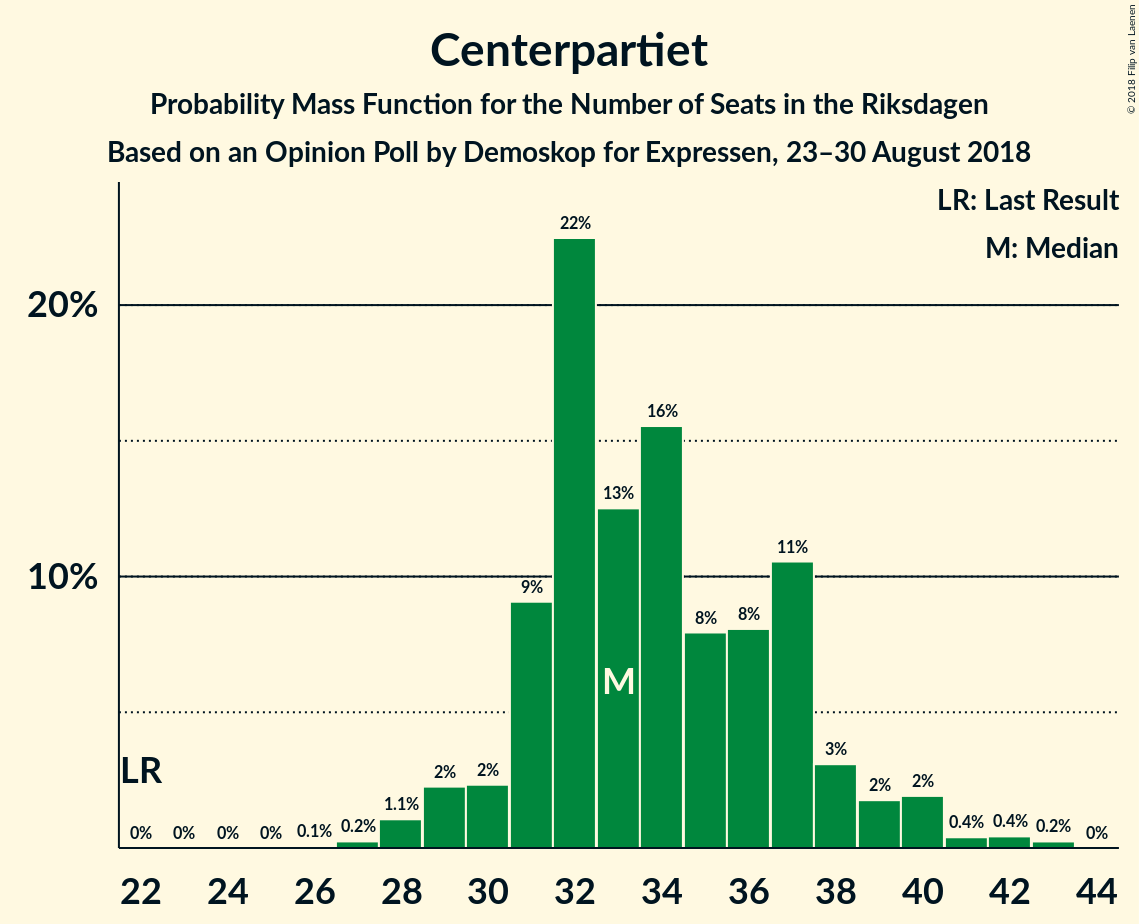 Centerpartiet
Probability Mass Function for the Number of Seats in the Riksdagen
Based on an Opinion Poll by Demoskop for Expressen, 23–30 August 2018
© 2018 Filip van Laenen
LR: Last Result
M: Median
20%
10%
0% 0% 0% 0% 0.1% 0.2% 1.1% 2% 2% 9% 22% 13% 16% 8% 8% 11% 3% 2% 2% 0.4% 0.4% 0.2% 0%
M
LR
22 24 26 28 30 32 34 36 38 40 42 44